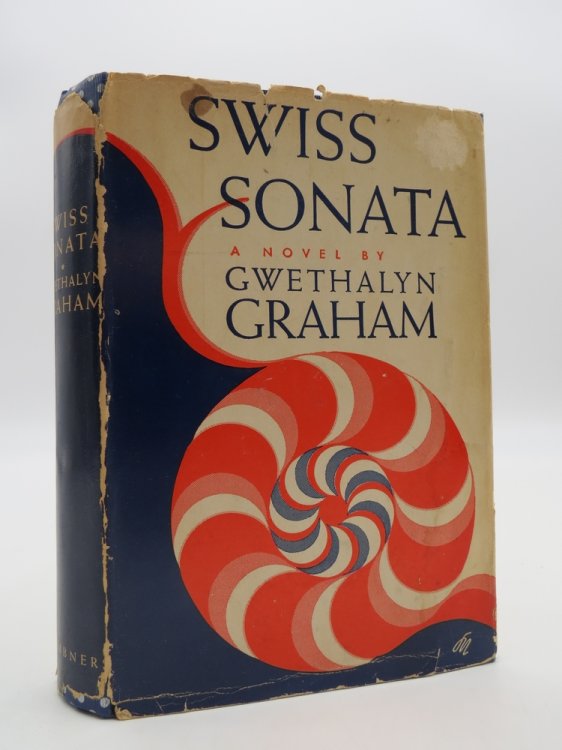 SWISS
SONATA
A NOVEL BY
GWETHALYN
GRAHAM